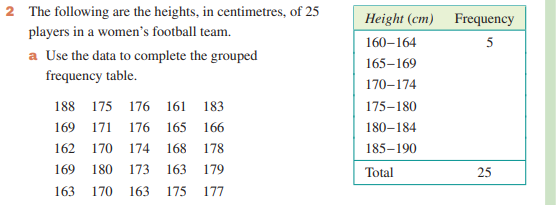 2 The following are the heights, in centimetres, of 25
players in a women's football team.
a Use the data to complete the grouped
frequency table.
188 175 176 161 183
169 171 176 165 166
162 170 174 168 178
169 180 173 163 179
163 170 163 175 177
Height (cm) Frequency
160–164 5
165–169
170–174
175–180
180–184
185–190
Total 25